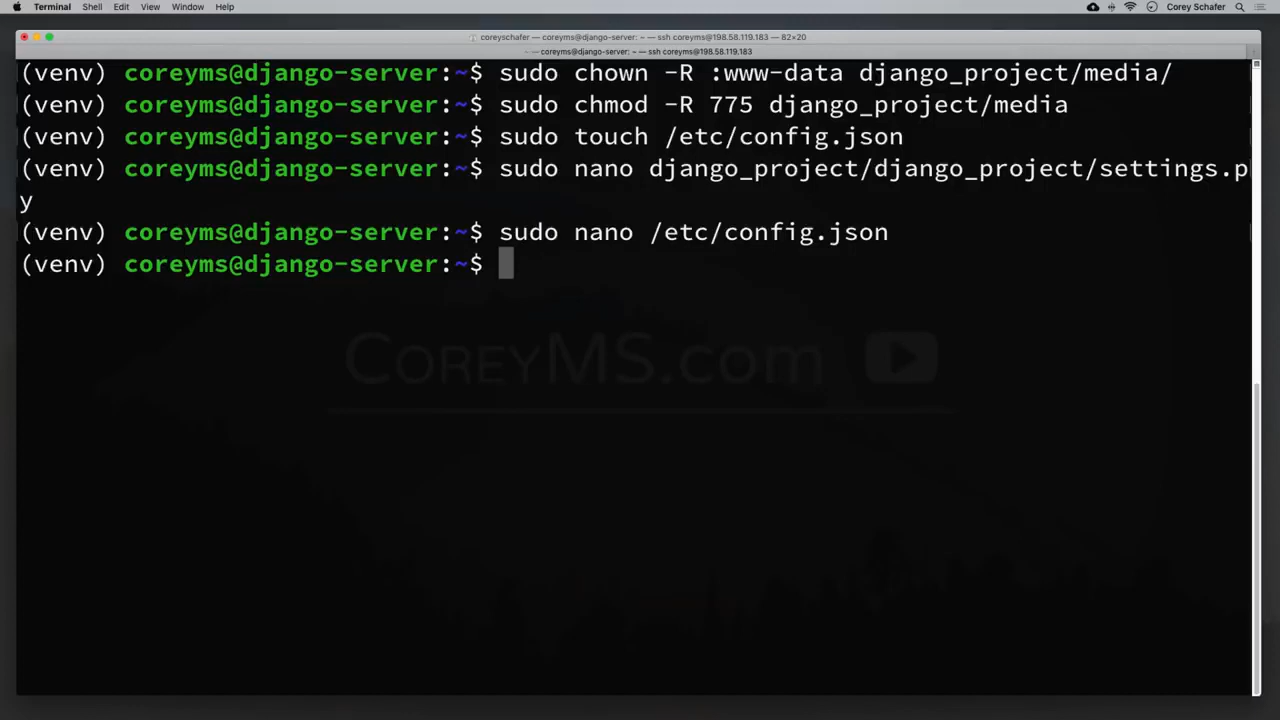 Terminal Shell Edit View Window Help Corey Schafer
coreyschafer — coreyms@django-server: ~ — ssh coreyms@198.58.119.183 — 82×20
~ — coreyms@django-server: ~ — ssh coreyms@198.58.119.183
(venv) coreyms@django-server:~$ sudo chown -R :www-data django_project/media/
(venv) coreyms@django-server:~$ sudo chmod -R 775 django_project/media
(venv) coreyms@django-server:~$ sudo touch /etc/config.json
(venv) coreyms@django-server:~$ sudo nano django_project/django_project/settings.p
y
(venv) coreyms@django-server:~$ sudo nano /etc/config.json
(venv) coreyms@django-server:~$
CoreyMS.com